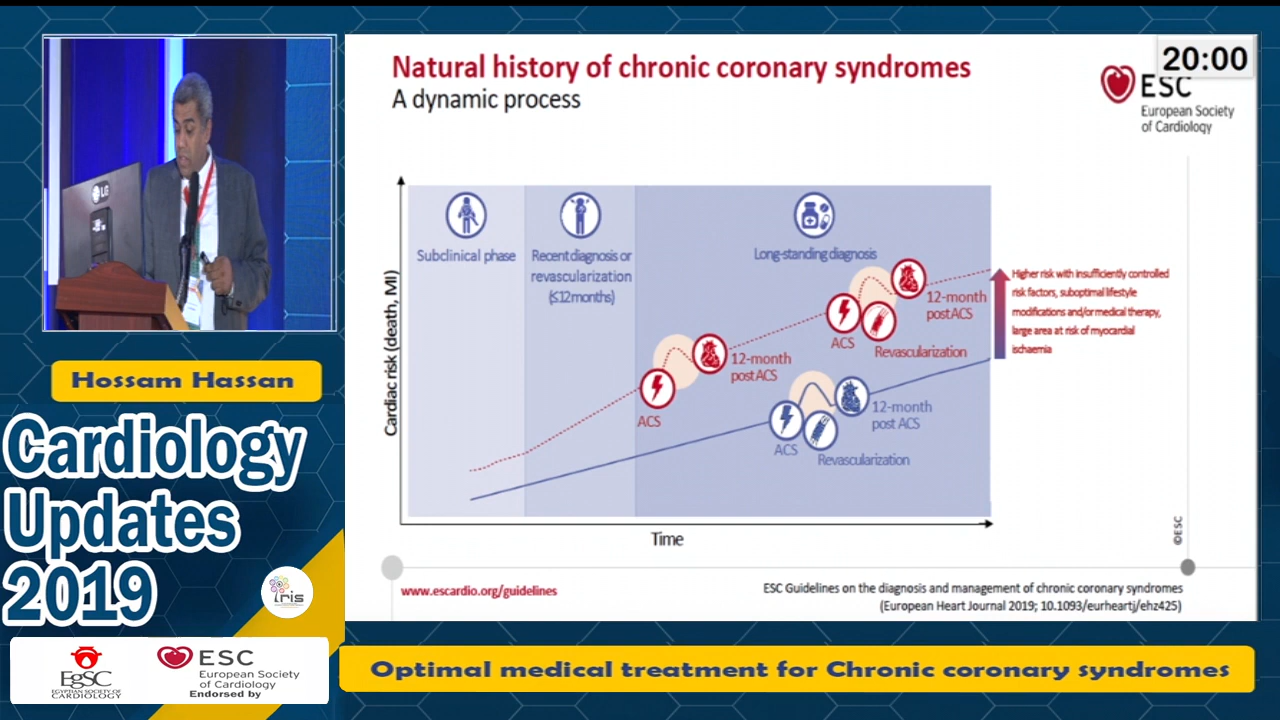 LG
Hossam Hassan
Cardiology
Updates
2019
iris
EgSC
EGYPTIAN SOCIETY OF
CARDIOLOGY
ESC
European Society
of Cardiology
Endorsed by
Natural history of chronic coronary syndromes
A dynamic process
20:00
ESC
European Society
of Cardiology
Cardiac risk (death, MI)
Subclinical phase
Recent diagnosis or
revascularization
(≤12months)
Long-standing diagnosis
ACS
12-month
post ACS
ACS
Revascularization
12-month
post ACS
ACS
Revascularization
12-month
post ACS
Higher risk with insufficiently controlled
risk factors, suboptimal lifestyle
modifications and/or medical therapy,
large area at risk of myocardial
ischaemia
Time
©ESC
www.escardio.org/guidelines
ESC Guidelines on the diagnosis and management of chronic coronary syndromes
(European Heart Journal 2019; 10.1093/eurheartj/ehz425)
Optimal medical treatment for Chronic coronary syndromes